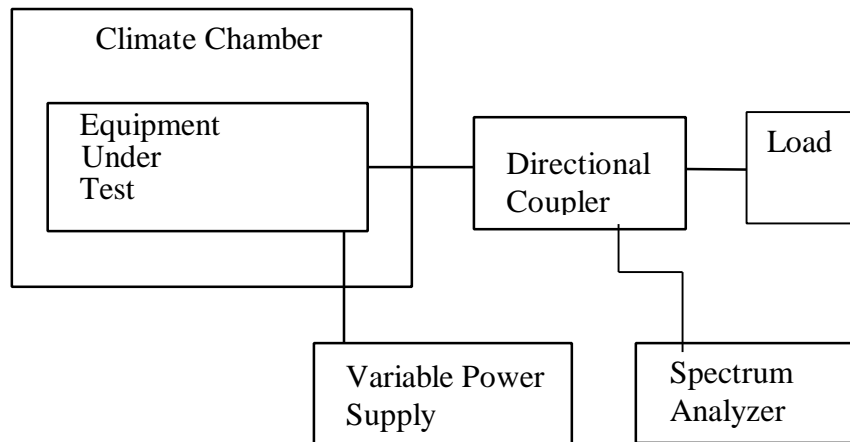 Climate Chamber
Equipment
Under
Test
Directional
Coupler
Load
Variable Power
Supply
Spectrum
Analyzer